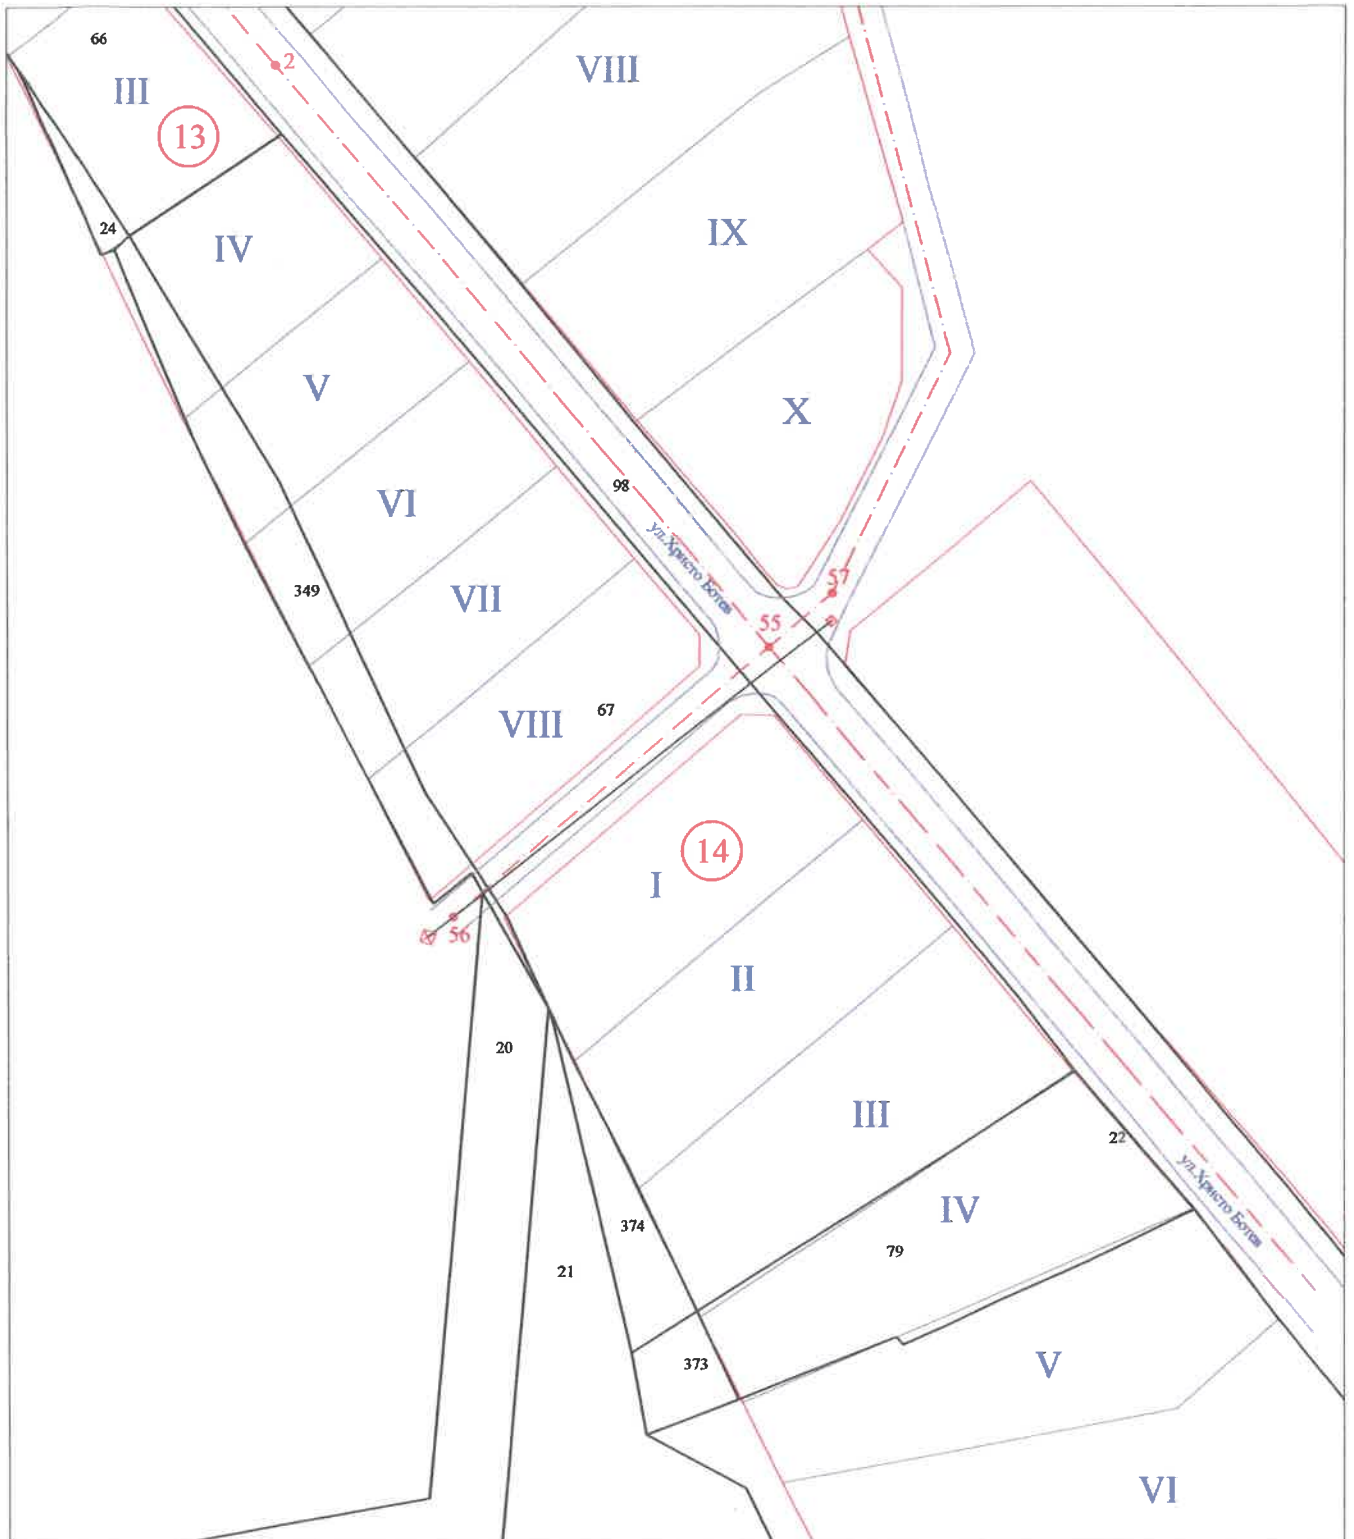 66
2
VIII
III
13
24
IV
IX
V
X
98
VI
ул.Христо Ботев
349
VII
57
55
67
VIII
14
I
56
II
20
III
22
ул.Христо Ботев
IV
374
79
21
373
V
VI